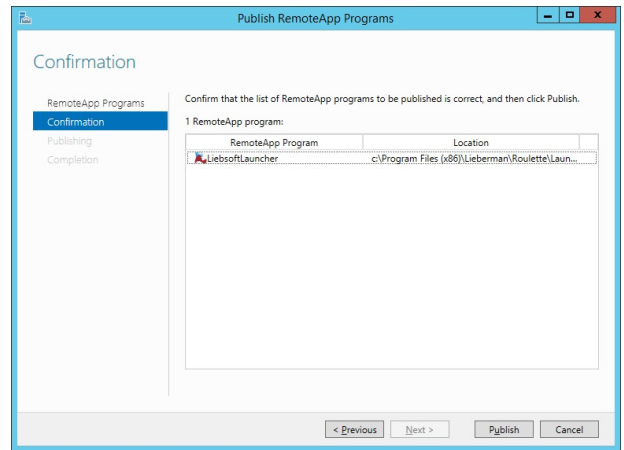 Publish RemoteApp Programs
Confirmation
RemoteApp Programs
Confirmation
Publishing
Completion
Confirm that the list of RemoteApp programs to be published is correct, and then click Publish.
1 RemoteApp program:
RemoteApp Program Location
LiebsoftLauncher c:\Program Files (x86)\Lieberman\Roulette\Laun...
< Previous Next > Publish Cancel